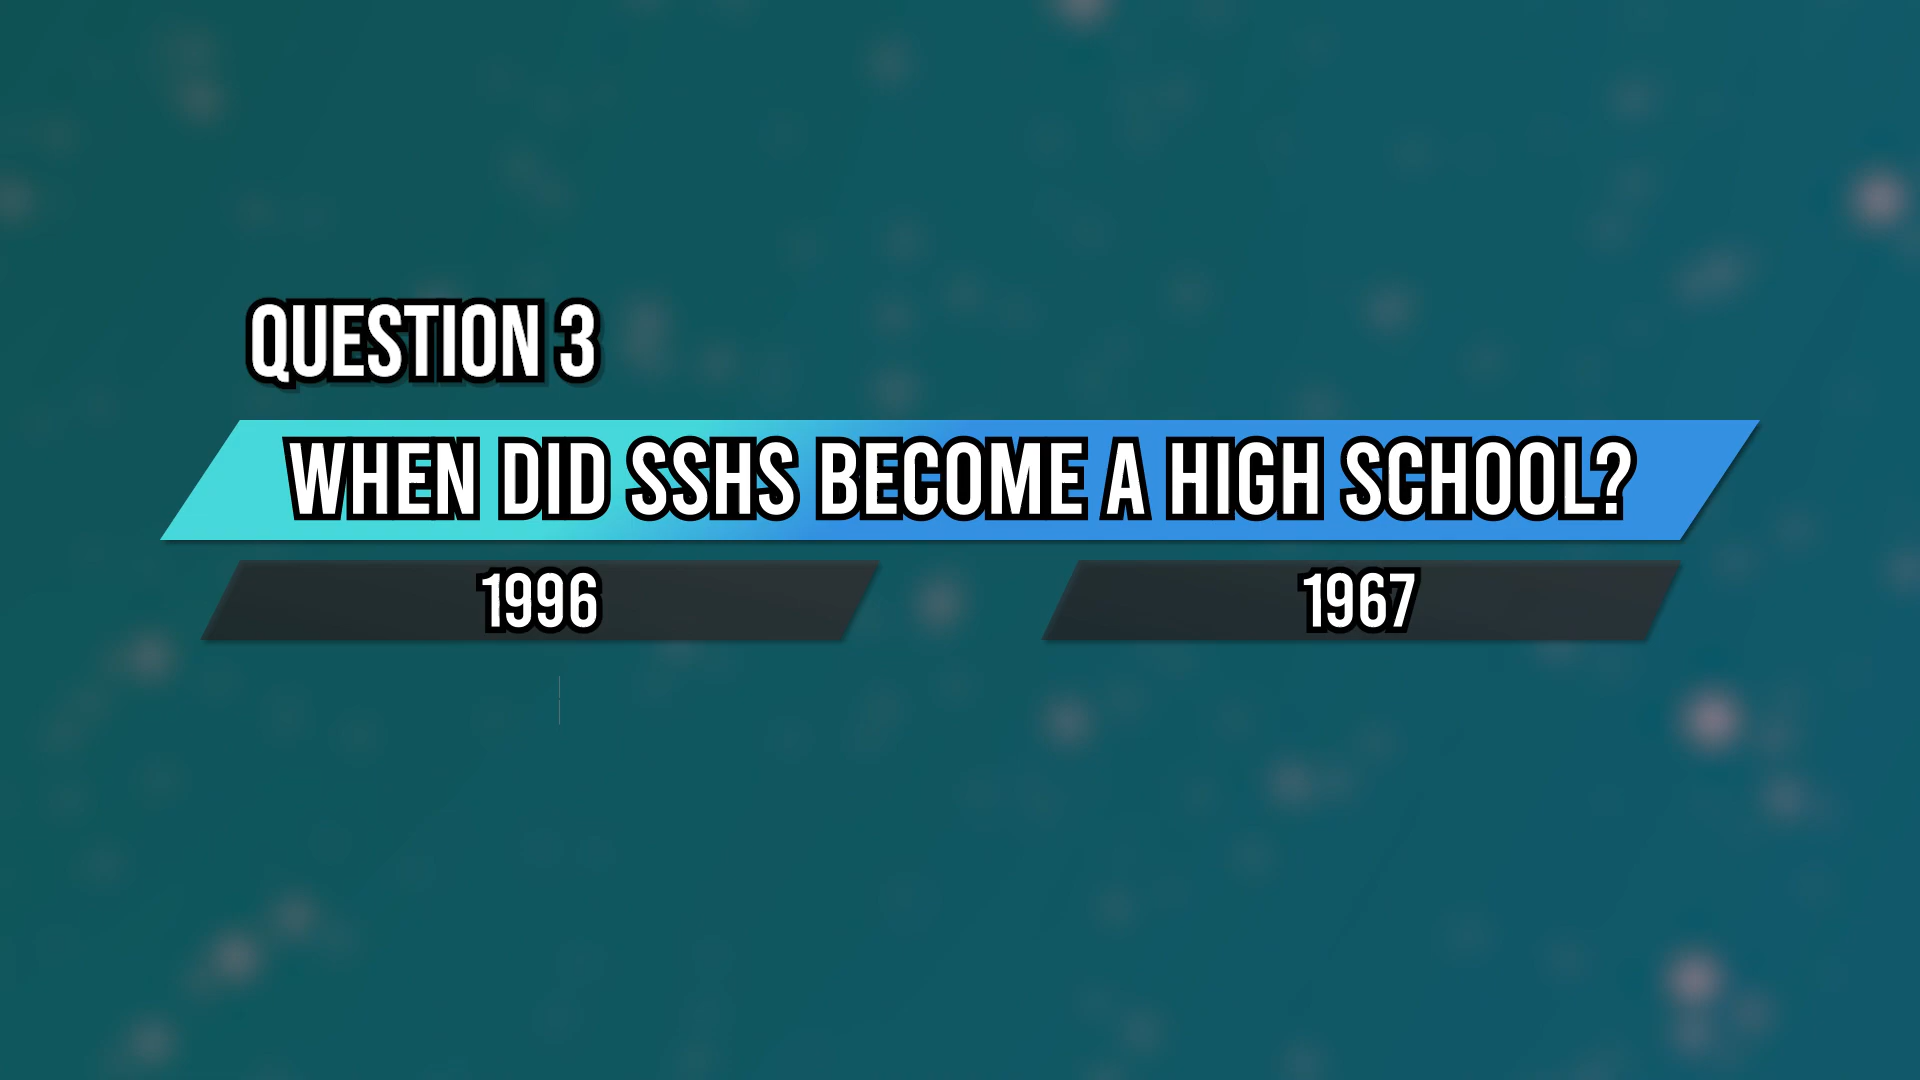 QUESTION 3
WHEN DID SSHS BECOME A HIGH SCHOOL?
1996
1967